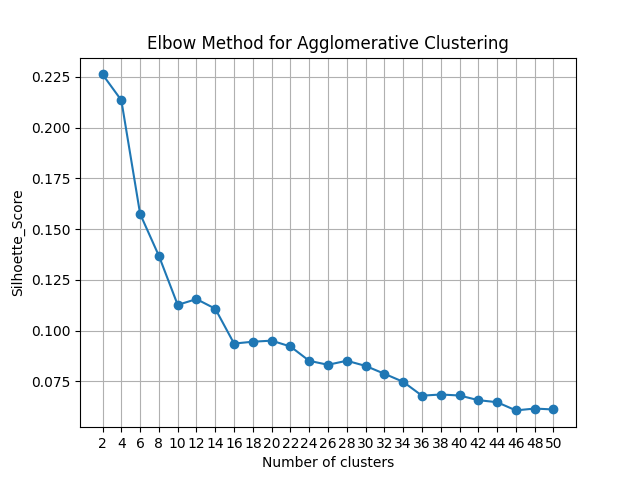 Elbow Method for Agglomerative Clustering
Silhoette_Score
0.225
0.200
0.175
0.150
0.125
0.100
0.075
2 4 6 8 10 12 14 16 18 20 22 24 26 28 30 32 34 36 38 40 42 44 46 48 50
Number of clusters